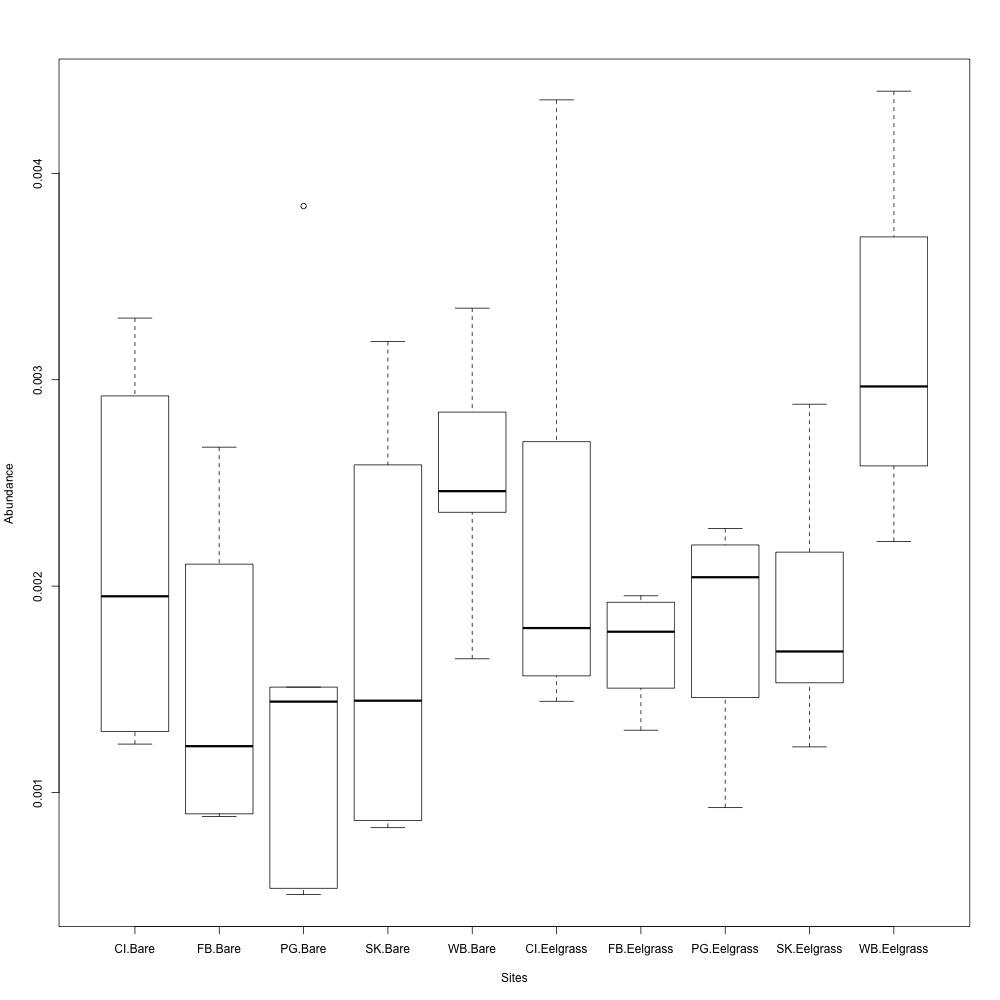 Abundance
0.004
0.003
0.002
0.001
CI.Bare FB.Bare PG.Bare SK.Bare WB.Bare CI.Eelgrass FB.Eelgrass PG.Eelgrass SK.Eelgrass WB.Eelgrass
Sites